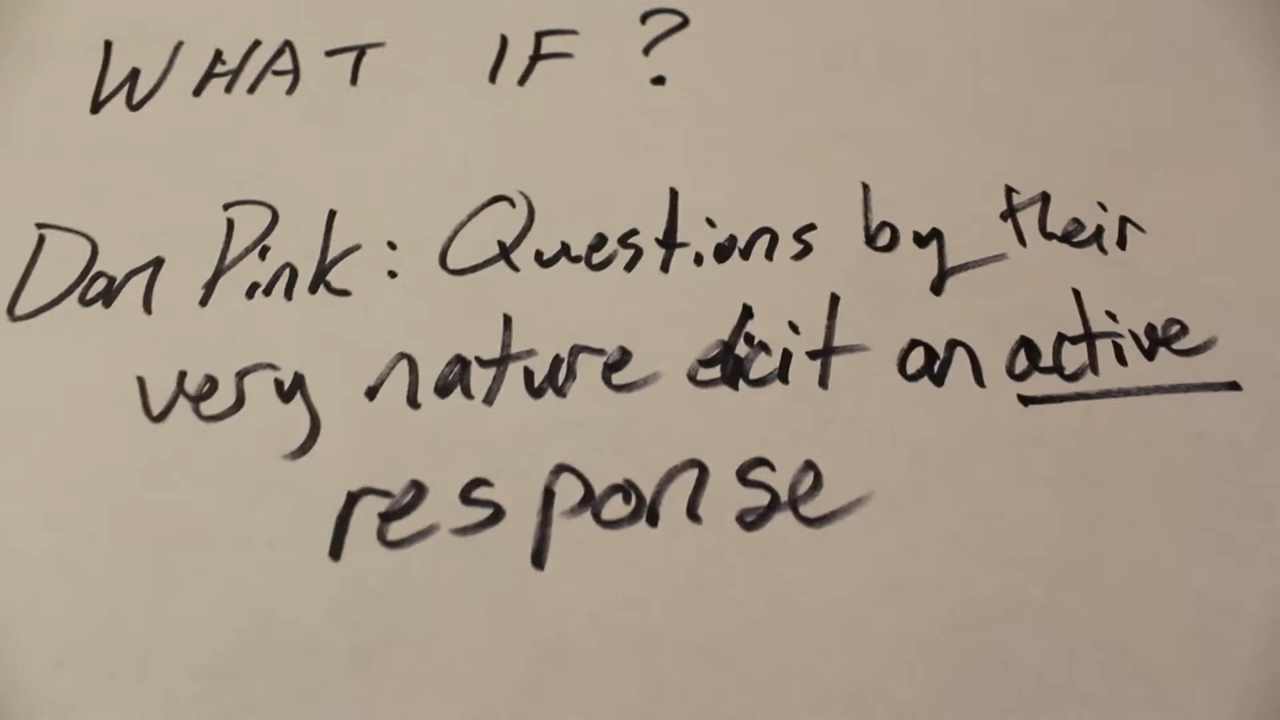 WHAT IF?
Dan Pink: Questions by their
very nature elicit an active
response